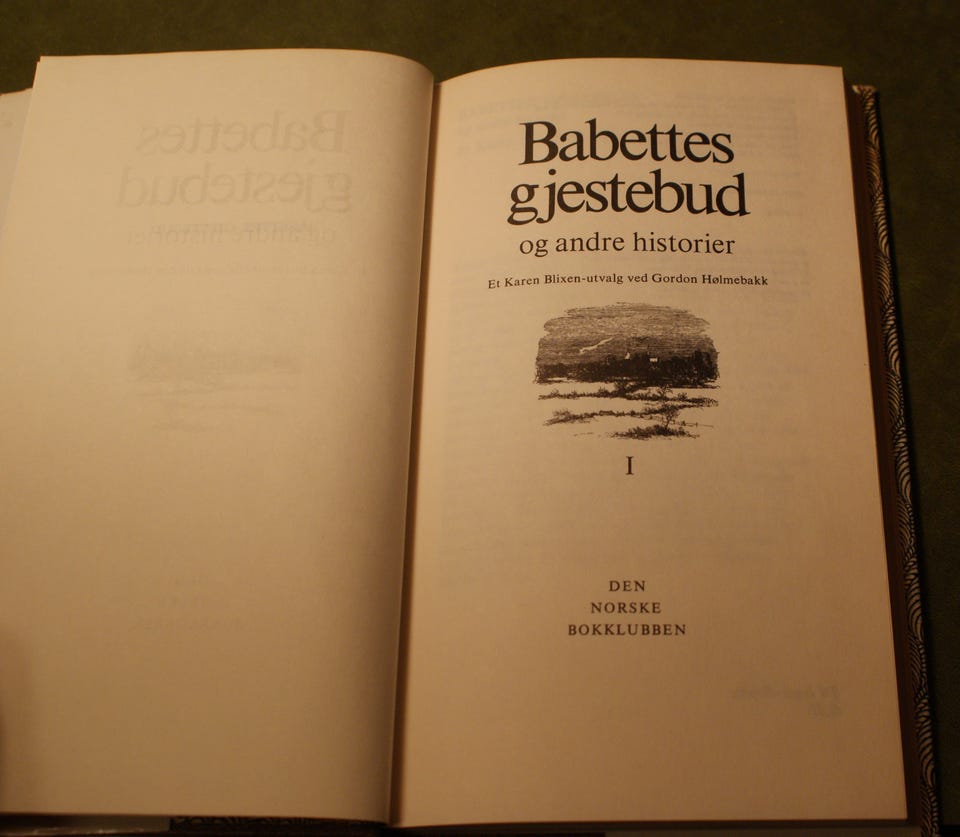 Babettes
gjestebud
og andre historier
Et Karen Blixen-utvalg ved Gordon Hølmebakk
I
DEN
NORSKE
BOKKLUBBEN